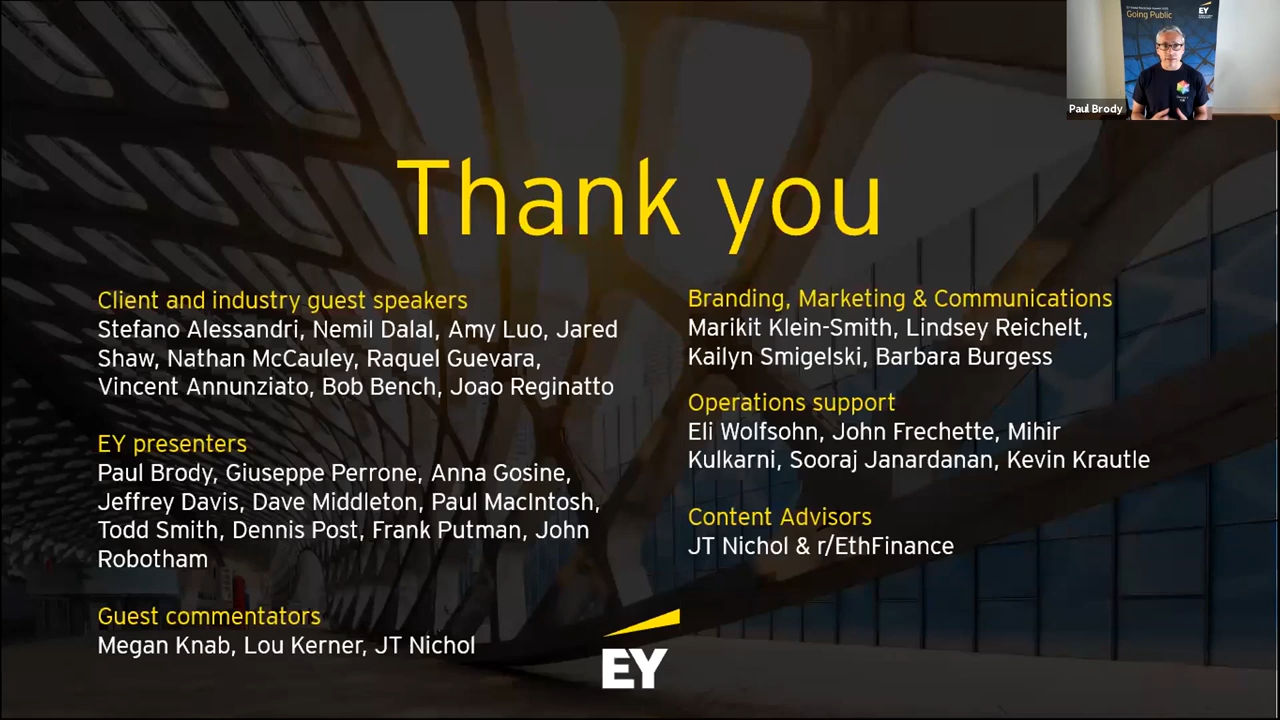 Thank you
Client and industry guest speakers
Stefano Alessandri, Nemil Dalal, Amy Luo, Jared
Shaw, Nathan McCauley, Raquel Guevara,
Vincent Annunziato, Bob Bench, Joao Reginatto
EY presenters
Paul Brody, Giuseppe Perrone, Anna Gosine,
Jeffrey Davis, Dave Middleton, Paul MacIntosh,
Todd Smith, Dennis Post, Frank Putman, John
Robotham
Guest commentators
Megan Knab, Lou Kerner, JT Nichol
Branding, Marketing & Communications
Marikit Klein-Smith, Lindsey Reichelt,
Kailyn Smigelski, Barbara Burgess
Operations support
Eli Wolfsohn, John Frechette, Mihir
Kulkarni, Sooraj Janardanan, Kevin Krautle
Content Advisors
JT Nichol & r/EthFinance
EY
Going Public
EY
Paul Brody